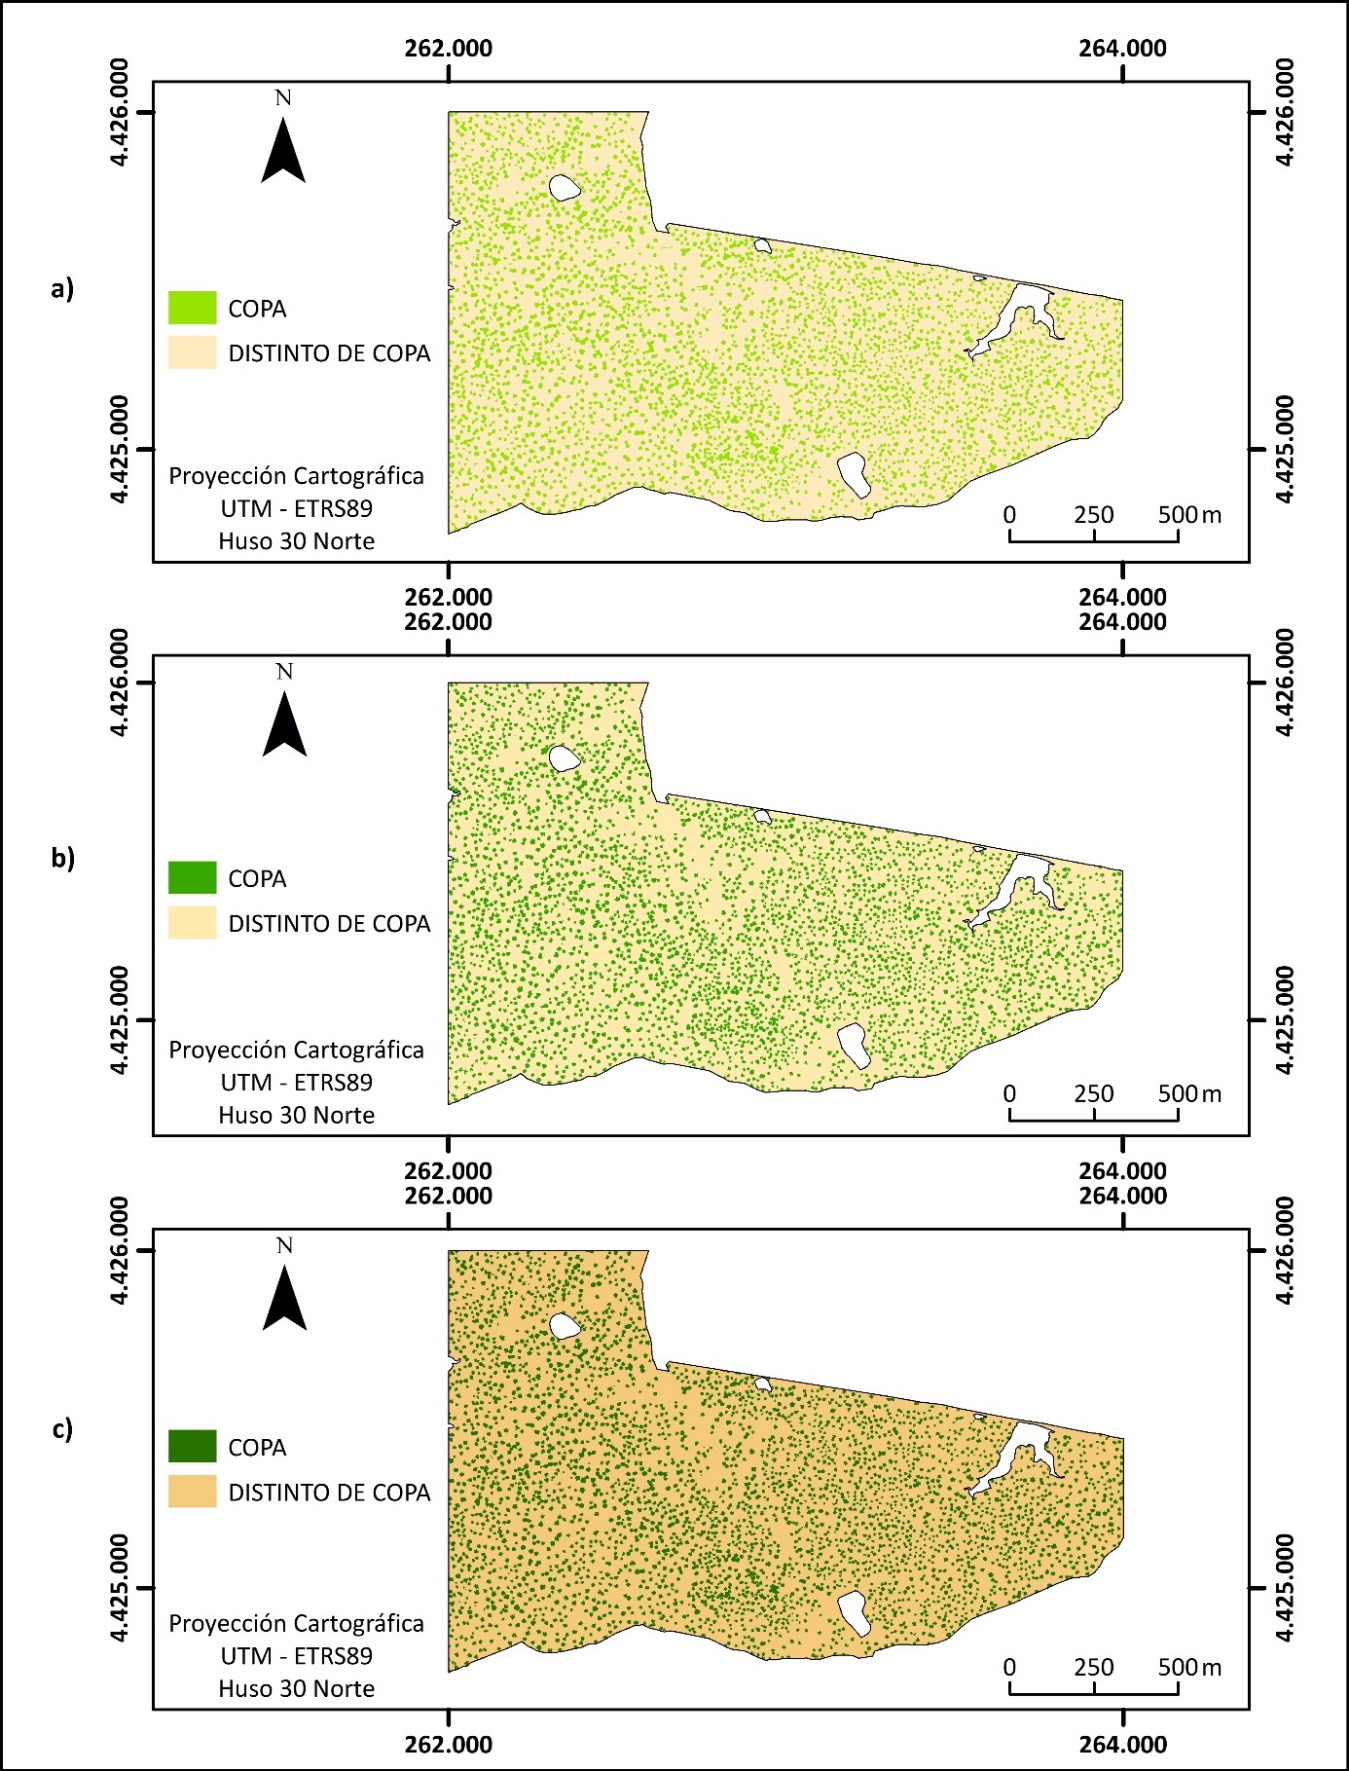 262.000 264.000
4.426.000 4.426.000
N
a)
COPA
DISTINTO DE COPA
4.425.000 4.425.000
Proyección Cartográfica
UTM - ETRS89
Huso 30 Norte
0 250 500 m
262.000 264.000
262.000 264.000
4.426.000 4.426.000
N
b)
COPA
DISTINTO DE COPA
4.425.000 4.425.000
Proyección Cartográfica
UTM - ETRS89
Huso 30 Norte
0 250 500 m
262.000 264.000
262.000 264.000
4.426.000 4.426.000
N
c)
COPA
DISTINTO DE COPA
4.425.000 4.425.000
Proyección Cartográfica
UTM - ETRS89
Huso 30 Norte
0 250 500 m
262.000 264.000